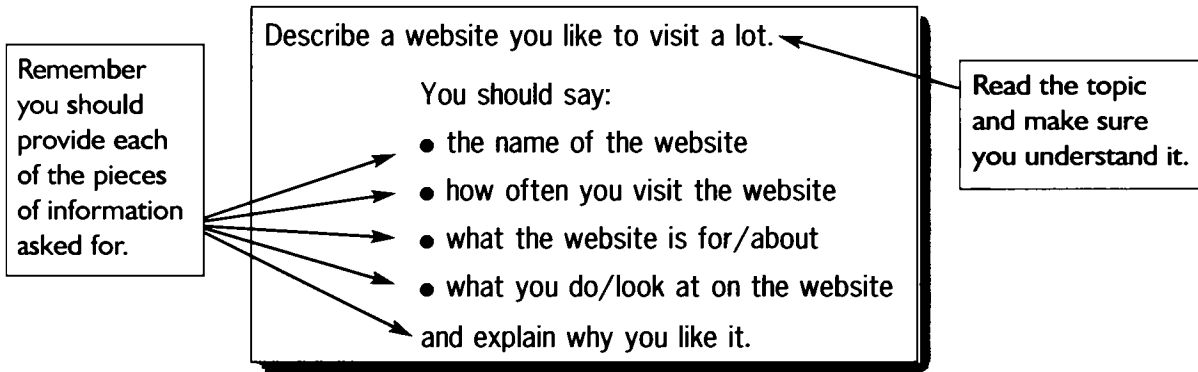 Remember
you should
provide each
of the pieces
of information
asked for.
Describe a website you like to visit a lot.
You should say:
• the name of the website
• how often you visit the website
• what the website is for/about
• what you do/look at on the website
and explain why you like it.
Read the topic
and make sure
you understand it.